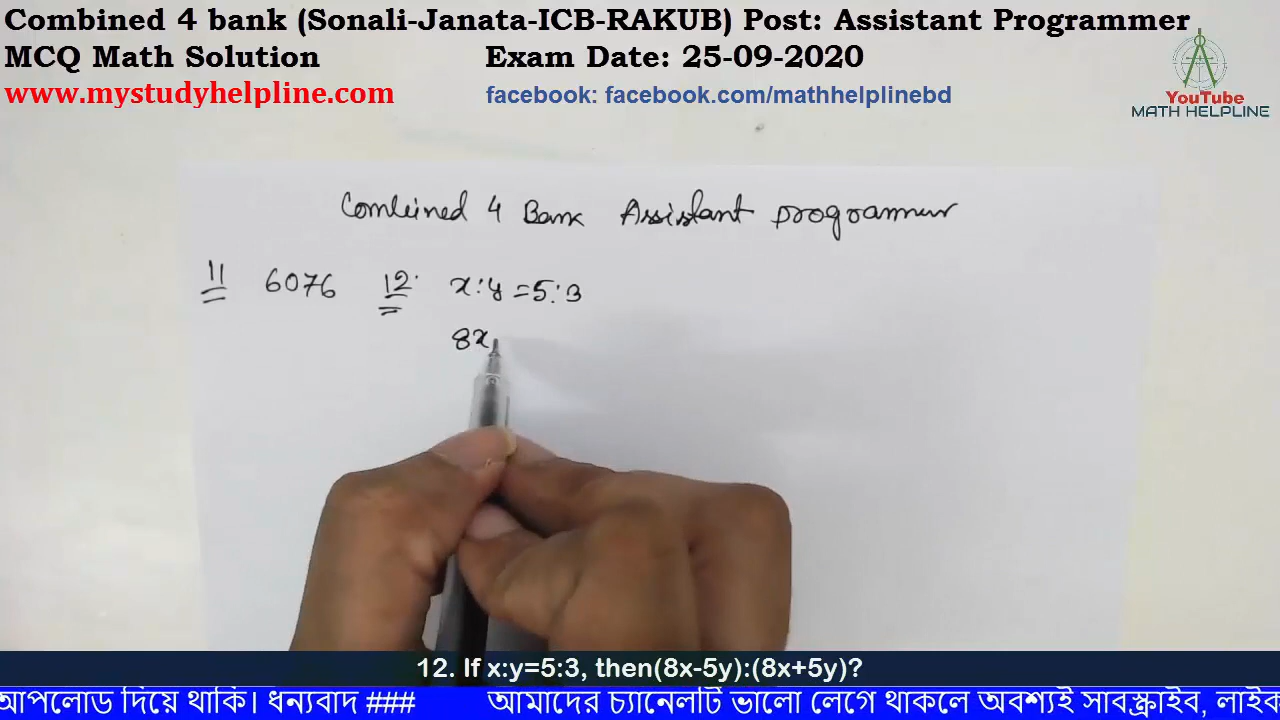 Combined 4 bank (Sonali-Janata-ICB-RAKUB) Post: Assistant Programmer
MCQ Math Solution Exam Date: 25-09-2020
www.mystudyhelpline.com facebook: facebook.com/mathhelplinebd
YouTube
MATH HELPLINE
Combined 4 Bank Assistant programmer
11 6076 12. x:y=5:3
8x
12. If x:y=5:3, then(8x-5y):(8x+5y)?
আপলোড দিয়ে থাকি। ধন্যবাদ ### আমাদের চ্যানেলটি ভালো লেগে থাকলে অবশ্যই সাবস্ক্রাইব, লাইক